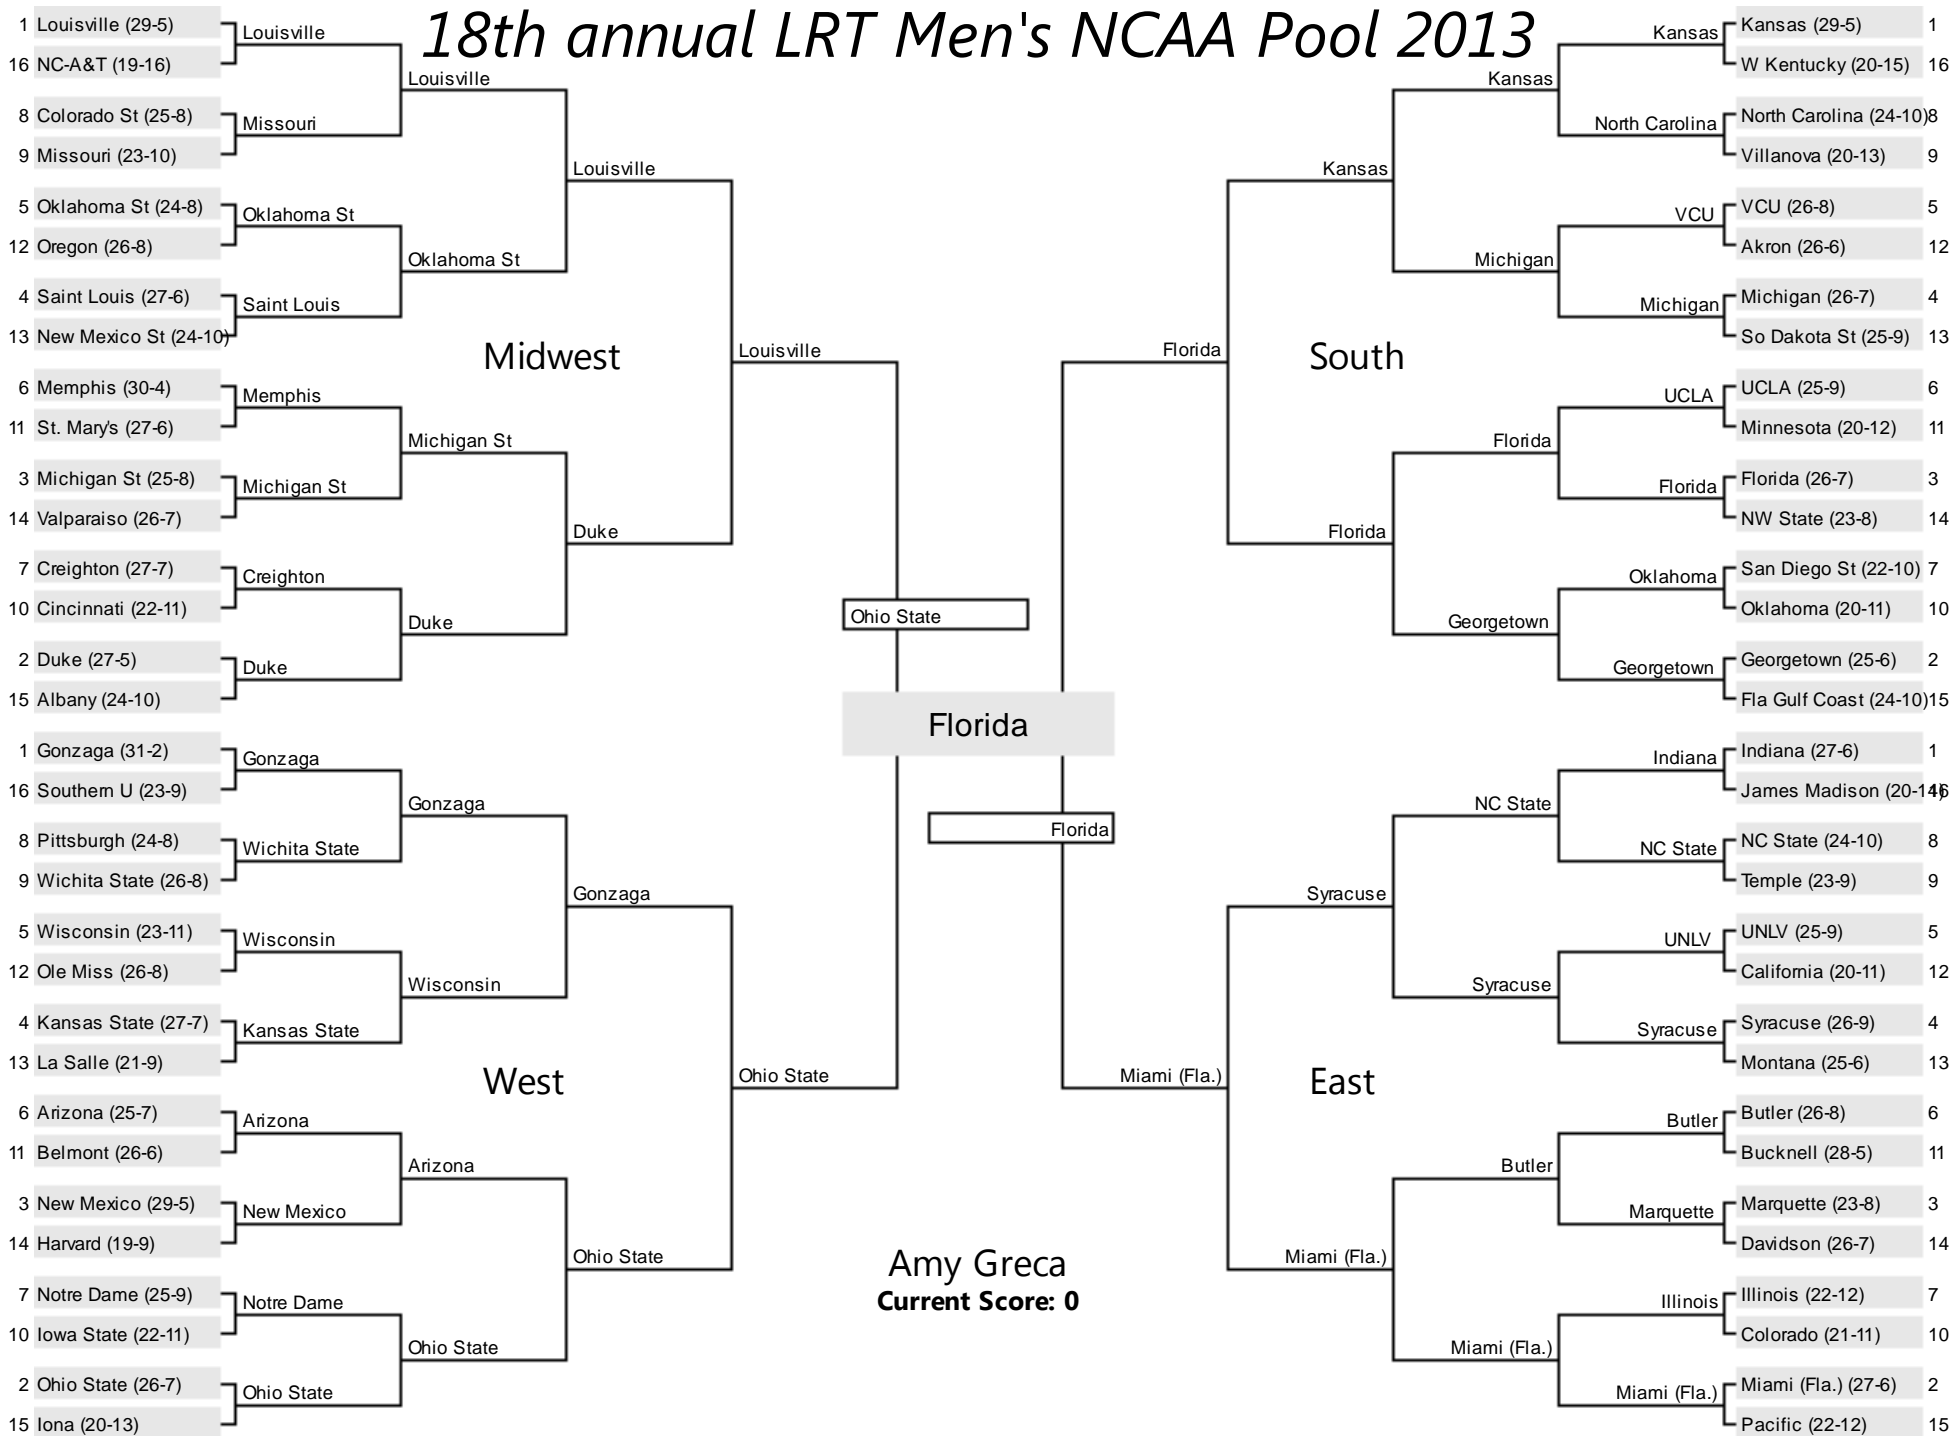 18th annual LRT Men's NCAA Pool 2013
1 Louisville (29-5)
16 NC-A&T (19-16)
8 Colorado St (25-8)
9 Missouri (23-10)
5 Oklahoma St (24-8)
12 Oregon (26-8)
4 Saint Louis (27-6)
13 New Mexico St (24-10)
6 Memphis (30-4)
11 St. Mary's (27-6)
3 Michigan St (25-8)
14 Valparaiso (26-7)
7 Creighton (27-7)
10 Cincinnati (22-11)
2 Duke (27-5)
15 Albany (24-10)
Louisville
Missouri
Oklahoma St
Saint Louis
Memphis
Michigan St
Creighton
Duke
Louisville
Oklahoma St
Michigan St
Duke
Louisville
Duke
Louisville
Midwest
1 Gonzaga (31-2)
16 Southern U (23-9)
8 Pittsburgh (24-8)
9 Wichita State (26-8)
5 Wisconsin (23-11)
12 Ole Miss (26-8)
4 Kansas State (27-7)
13 La Salle (21-9)
6 Arizona (25-7)
11 Belmont (26-6)
3 New Mexico (29-5)
14 Harvard (19-9)
7 Notre Dame (25-9)
10 Iowa State (22-11)
2 Ohio State (26-7)
15 Iona (20-13)
Gonzaga
Wichita State
Wisconsin
Kansas State
Arizona
New Mexico
Notre Dame
Ohio State
Gonzaga
Wisconsin
Arizona
Ohio State
Gonzaga
Ohio State
Ohio State
West
Ohio State
Florida
Florida
Amy Greca
Current Score: 0
Kansas (29-5) 1
W Kentucky (20-15) 16
North Carolina (24-10) 8
Villanova (20-13) 9
VCU (26-8) 5
Akron (26-6) 12
Michigan (26-7) 4
So Dakota St (25-9) 13
UCLA (25-9) 6
Minnesota (20-12) 11
Florida (26-7) 3
NW State (23-8) 14
San Diego St (22-10) 7
Oklahoma (20-11) 10
Georgetown (25-6) 2
Fla Gulf Coast (24-10) 15
Kansas
North Carolina
VCU
Michigan
UCLA
Florida
Oklahoma
Georgetown
Kansas
Michigan
Florida
Georgetown
Kansas
Florida
Florida
South
Indiana (27-6) 1
James Madison (20-14) 16
NC State (24-10) 8
Temple (23-9) 9
UNLV (25-9) 5
California (20-11) 12
Syracuse (26-9) 4
Montana (25-6) 13
Butler (26-8) 6
Bucknell (28-5) 11
Marquette (23-8) 3
Davidson (26-7) 14
Illinois (22-12) 7
Colorado (21-11) 10
Miami (Fla.) (27-6) 2
Pacific (22-12) 15
Indiana
NC State
UNLV
Syracuse
Butler
Marquette
Illinois
Miami (Fla.)
NC State
Syracuse
Butler
Miami (Fla.)
Syracuse
Miami (Fla.)
Miami (Fla.)
East